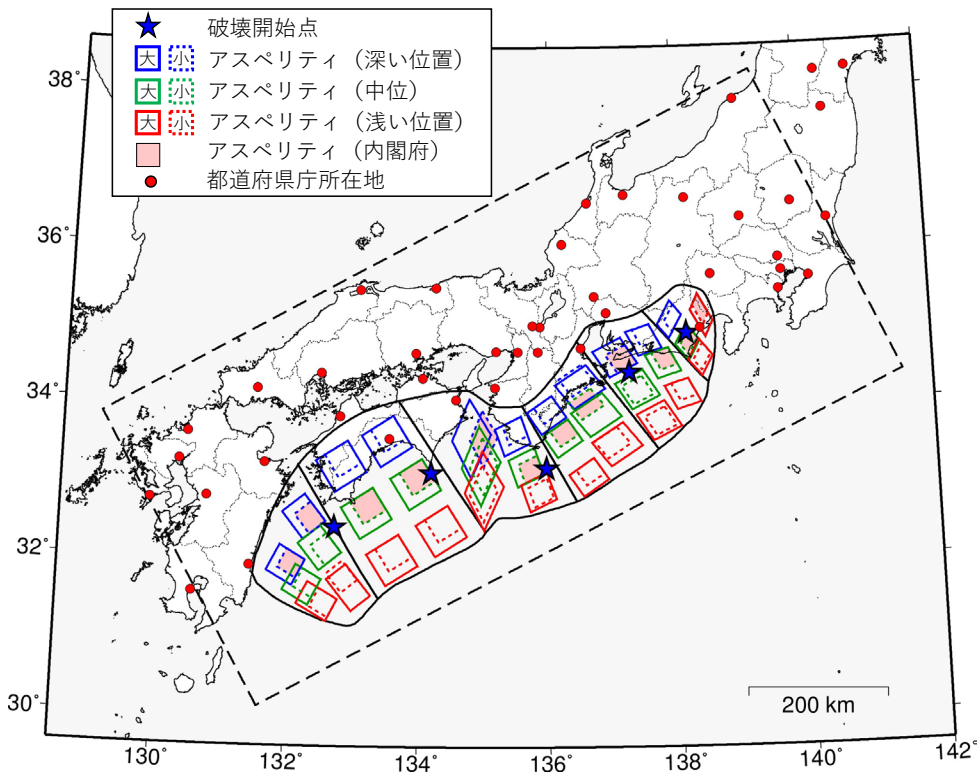 破壊開始点
大 小 アスペリティ（深い位置）
大 小 アスペリティ（中位）
大 小 アスペリティ（浅い位置）
アスペリティ（内閣府）
都道府県庁所在地
38°
36°
34°
32°
30°
200 km
130° 132° 134° 136° 138° 140° 142°